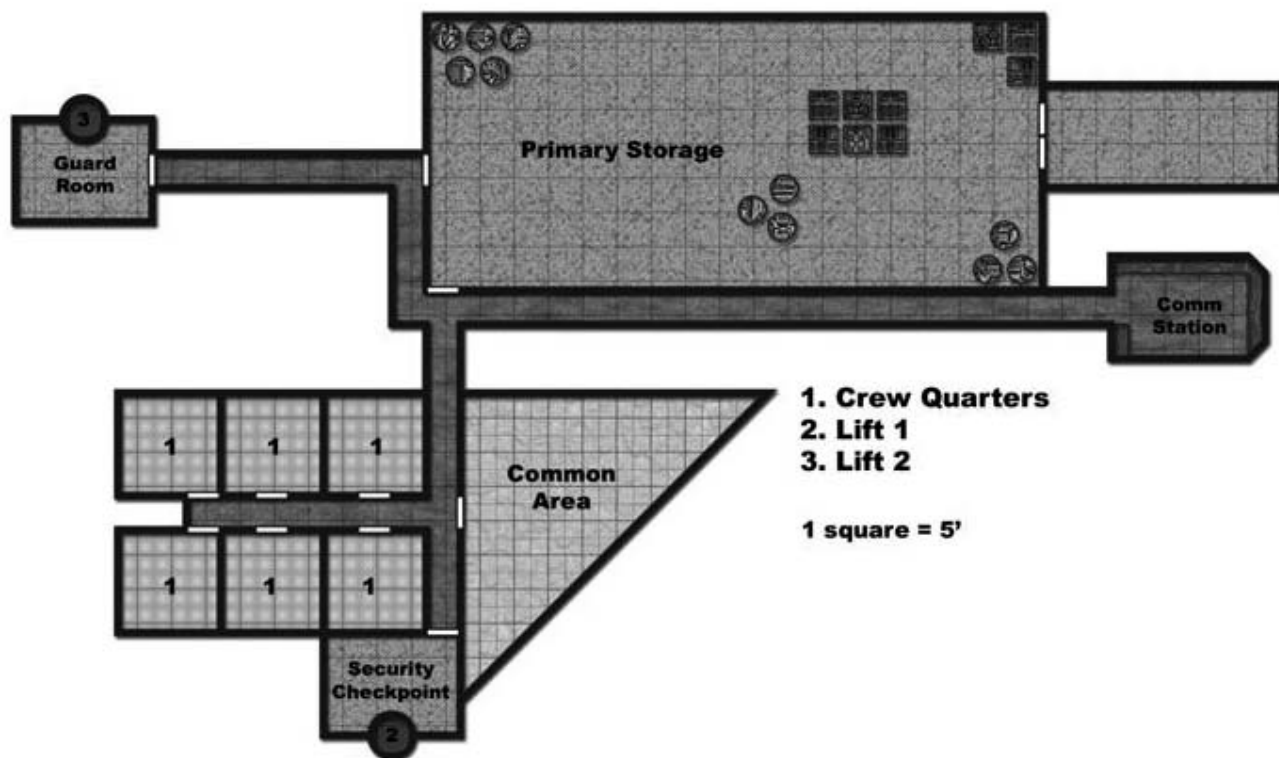 3
Guard
Room
Primary Storage
Comm
Station
1. Crew Quarters
2. Lift 1
3. Lift 2
1 square = 5’
1 1 1
Common
Area
1 1 1
Security
Checkpoint
2